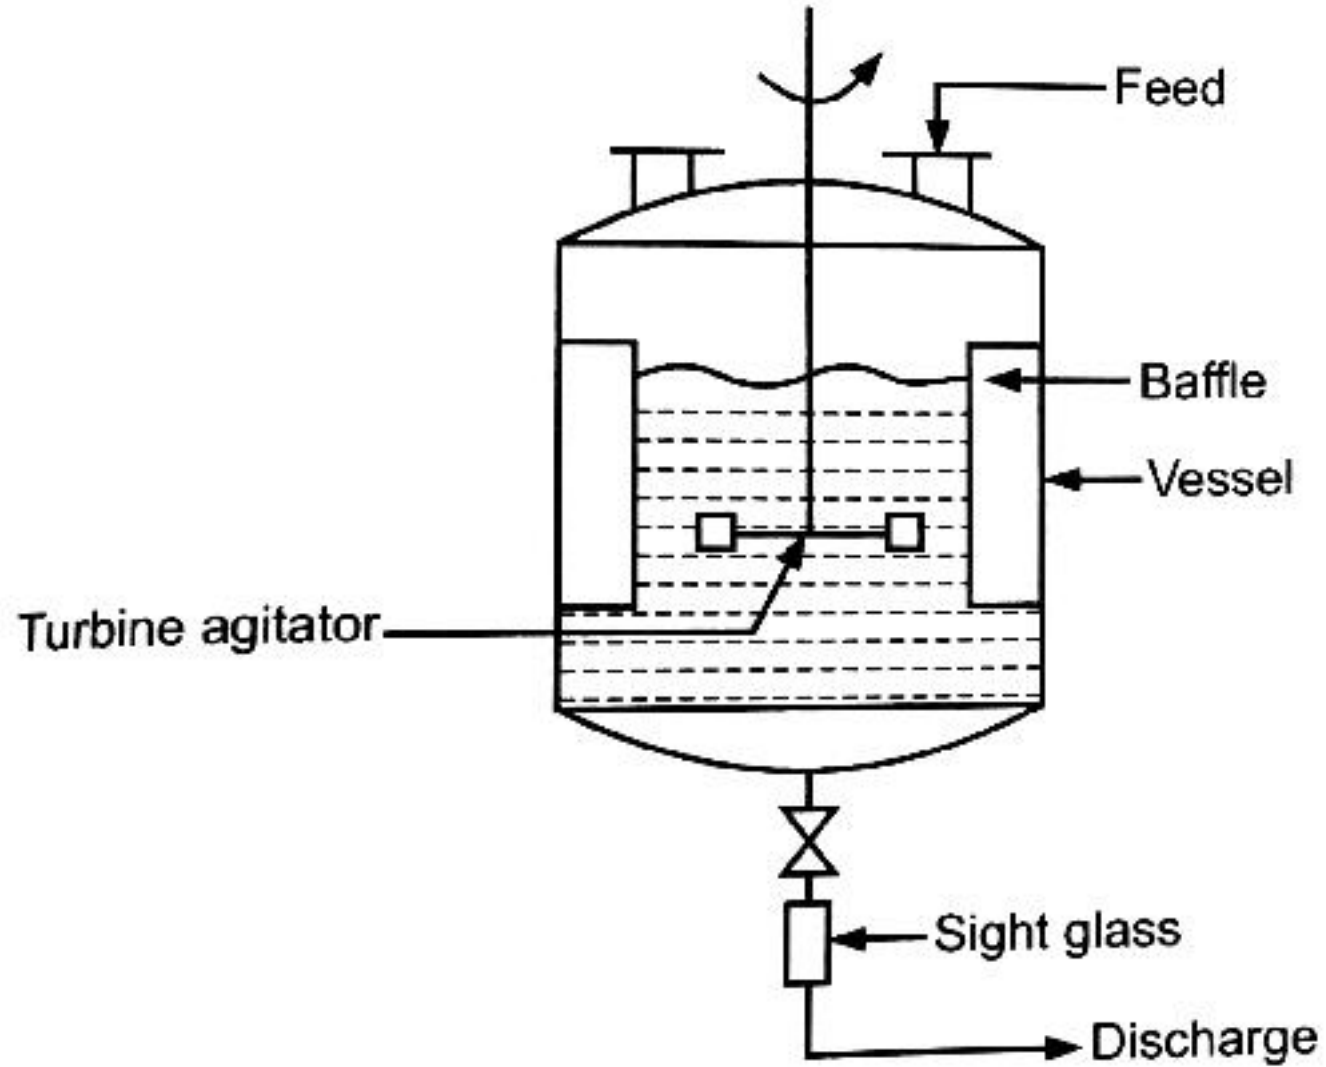 Feed
Baffle
Vessel
Turbine agitator
Sight glass
Discharge